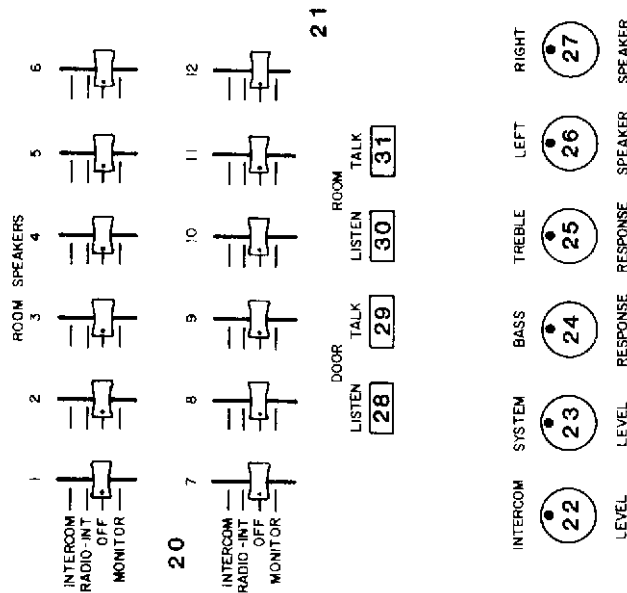 21
ROOM SPEAKERS
1 2 3 4 5 6
INTERCOM
RADIO-INT
OFF
MONITOR
20
7 8 9 10 11 12
INTERCOM
RADIO-INT
OFF
MONITOR
DOOR ROOM
LISTEN TALK LISTEN TALK
28 29 30 31
INTERCOM SYSTEM BASS TREBLE LEFT RIGHT
22 23 24 25 26 27
LEVEL LEVEL RESPONSE RESPONSE SPEAKER SPEAKER